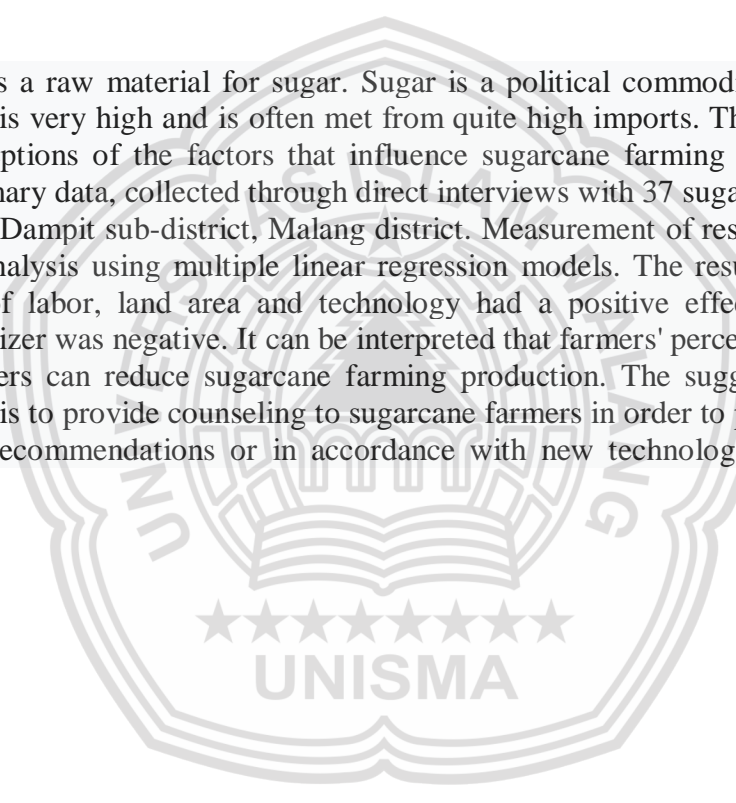 s a raw material for sugar. Sugar is a political commod
is very high and is often met from quite high imports. Th
ptions of the factors that influence sugarcane farming
nary data, collected through direct interviews with 37 suga
Dampit sub-district, Malang district. Measurement of res
nalysis using multiple linear regression models. The resu
f labor, land area and technology had a positive effe
izer was negative. It can be interpreted that farmers' perce
ers can reduce sugarcane farming production. The sugg
is to provide counseling to sugarcane farmers in order to p
ecommendations or in accordance with new technolog
UNIVERSITAS ISLAM MALANG
UNISMA